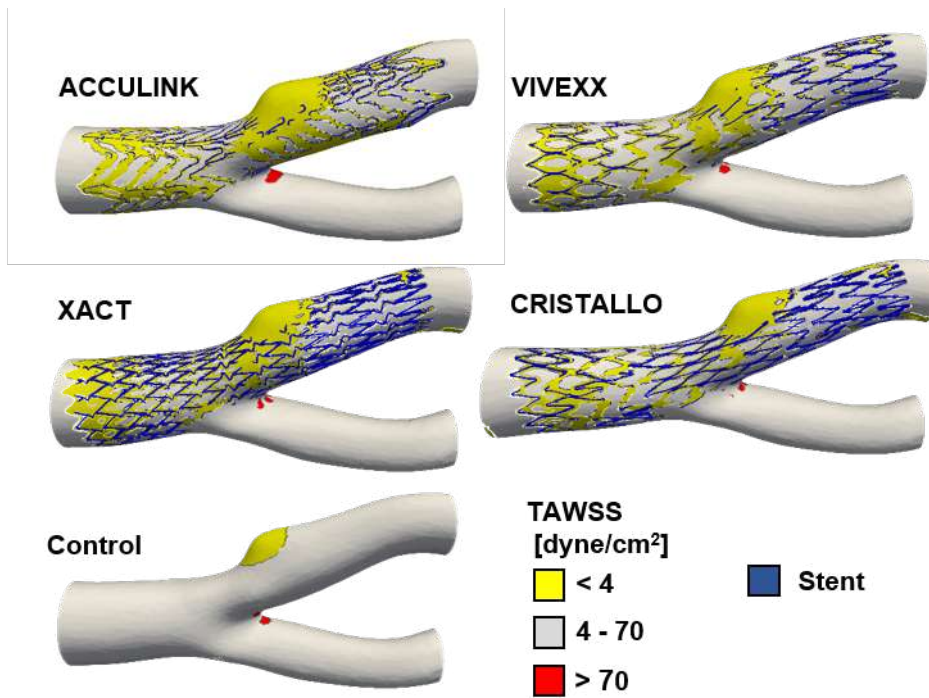 ACCULINK
VIVEXX
XACT
CRISTALLO
Control
TAWSS
[dyne/cm²]
< 4
Stent
4 - 70
> 70